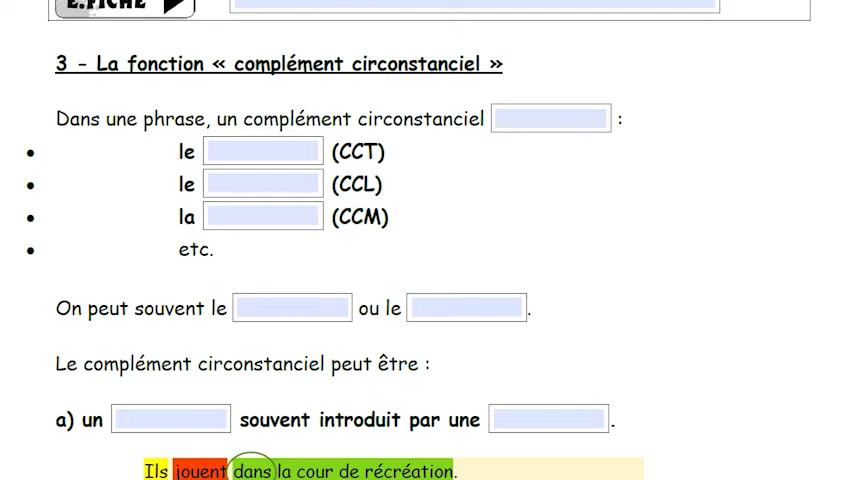 E.FICHE
3 - La fonction « complément circonstanciel »
Dans une phrase, un complément circonstanciel :
• le (CCT)
• le (CCL)
• la (CCM)
• etc.
On peut souvent le ou le .
Le complément circonstanciel peut être :
a) un souvent introduit par une .
Ils jouent dans la cour de récréation.